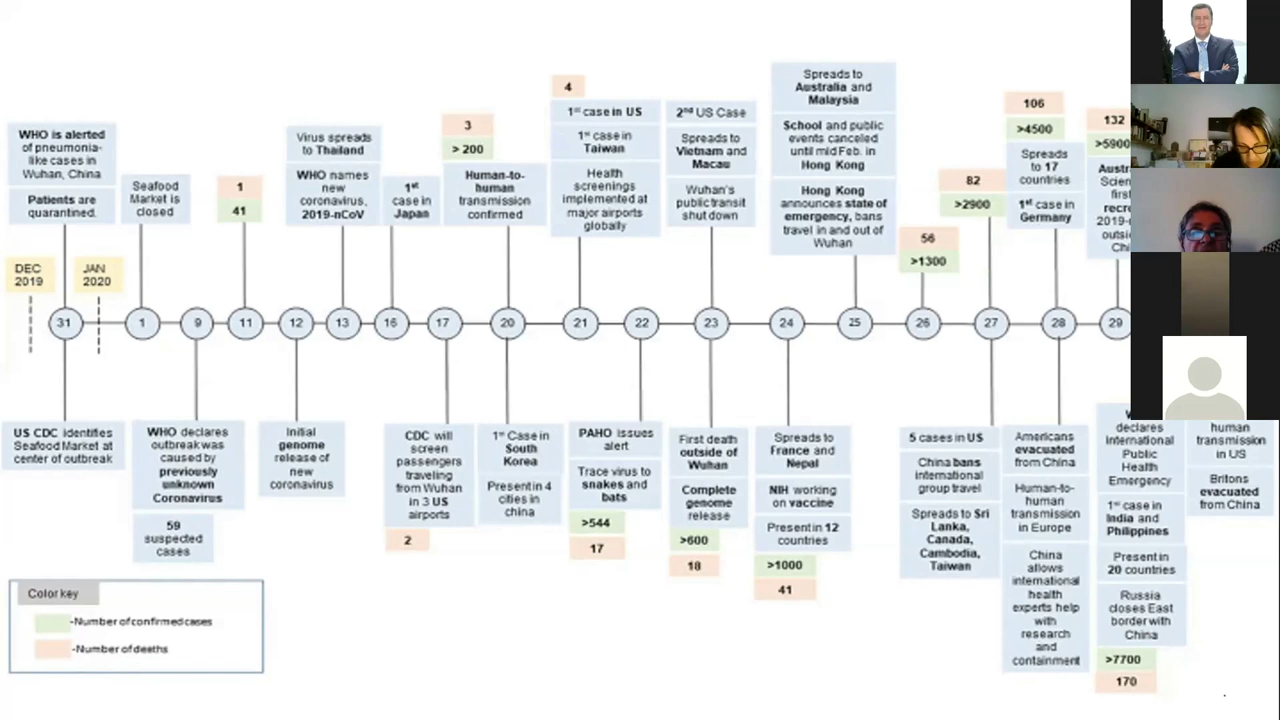 WHO is alerted
of pneumonia-
like cases in
Wuhan, China
Patients are
quarantined.
Seafood
Market is
closed
1
41
Virus spreads
to Thailand
WHO names
new
coronavirus,
2019-nCoV
1st
case in
Japan
3
> 200
Human-to-
human
transmission
confirmed
4
1st case in US
1st case in
Taiwan
Health
screenings
implemented at
major airports
globally
2nd US Case
Spreads to
Vietnam and
Macau
Wuhan's
public transit
shut down
Spreads to
Australia and
Malaysia
School and public
events canceled
until mid Feb. in
Hong Kong
Hong Kong
announces state of
emergency, bans
travel in and out of
Wuhan
56
>1300
82
>2900
106
>4500
Spreads
to 17
countries
1st case in
Germany
132
>5900
DEC
2019
JAN
2020
31
1
9
11
12
13
16
17
20
21
22
23
24
25
26
27
28
29
US CDC identifies
Seafood Market at
center of outbreak
WHO declares
outbreak was
caused by
previously
unknown
Coronavirus
59
suspected
cases
Initial
genome
release of
new
coronavirus
CDC will
screen
passengers
traveling
from Wuhan
in 3 US
airports
2
1st Case in
South
Korea
Present in 4
cities in
china
PAHO issues
alert
Trace virus to
snakes and
bats
>544
17
First death
outside of
Wuhan
Complete
genome
release
>600
18
Spreads to
France and
Nepal
NIH working
on vaccine
Present in 12
countries
>1000
41
5 cases in US
China bans
international
group travel
Spreads to Sri
Lanka,
Canada,
Cambodia,
Taiwan
Americans
evacuated
from China
Human-to-
human
transmission
in Europe
China
allows
international
health
experts help
with
research
and
containment
declares
International
Public
Health
Emergency
1st case in
India and
Philippines
Present in
20 countries
Russia
closes East
border with
China
>7700
170
human
transmission
in US
Britons
evacuated
from China
Color key
-Number of confirmed cases
-Number of deaths